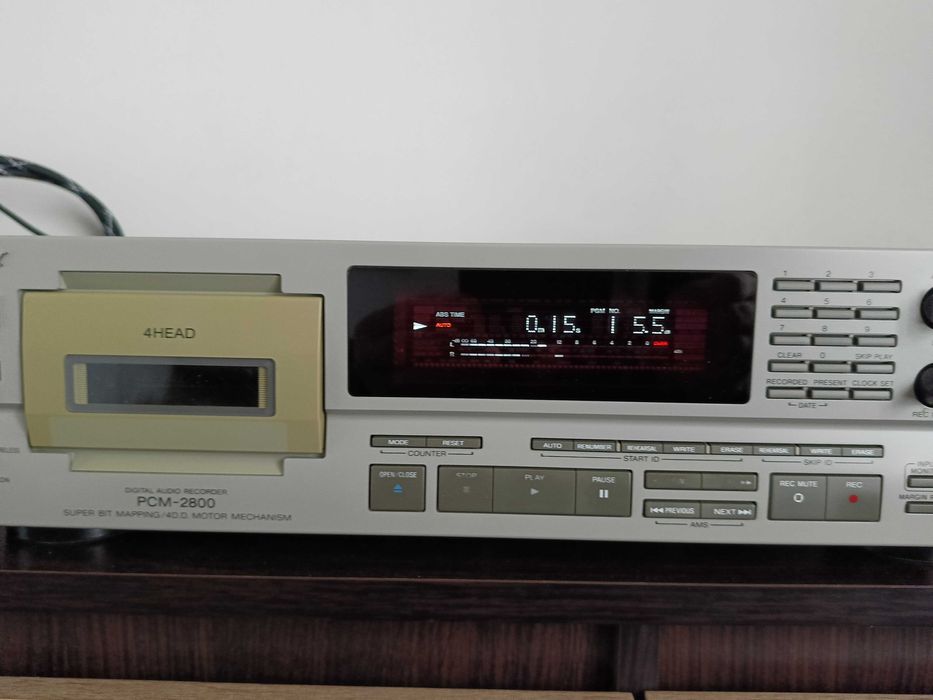 4HEAD
DIGITAL AUDIO RECORDER
PCM-2800
SUPER BIT MAPPING/4D.D. MOTOR MECHANISM
ABS TIME
PGM NO.
MARGIN
AUTO
0m 15s 1 5.5
L
R
OVER
1 2 3
4 5 6
7 8 9
CLEAR 0 SKIP PLAY
RECORDED PRESENT CLOCK SET
DATE
MODE RESET
COUNTER
AUTO RENUMBER REHEARSAL WRITE ERASE
START ID
REHEARSAL WRITE ERASE
SKIP ID
OPEN/CLOSE
STOP
PLAY
PAUSE
PREVIOUS NEXT
AMS
REC MUTE
REC